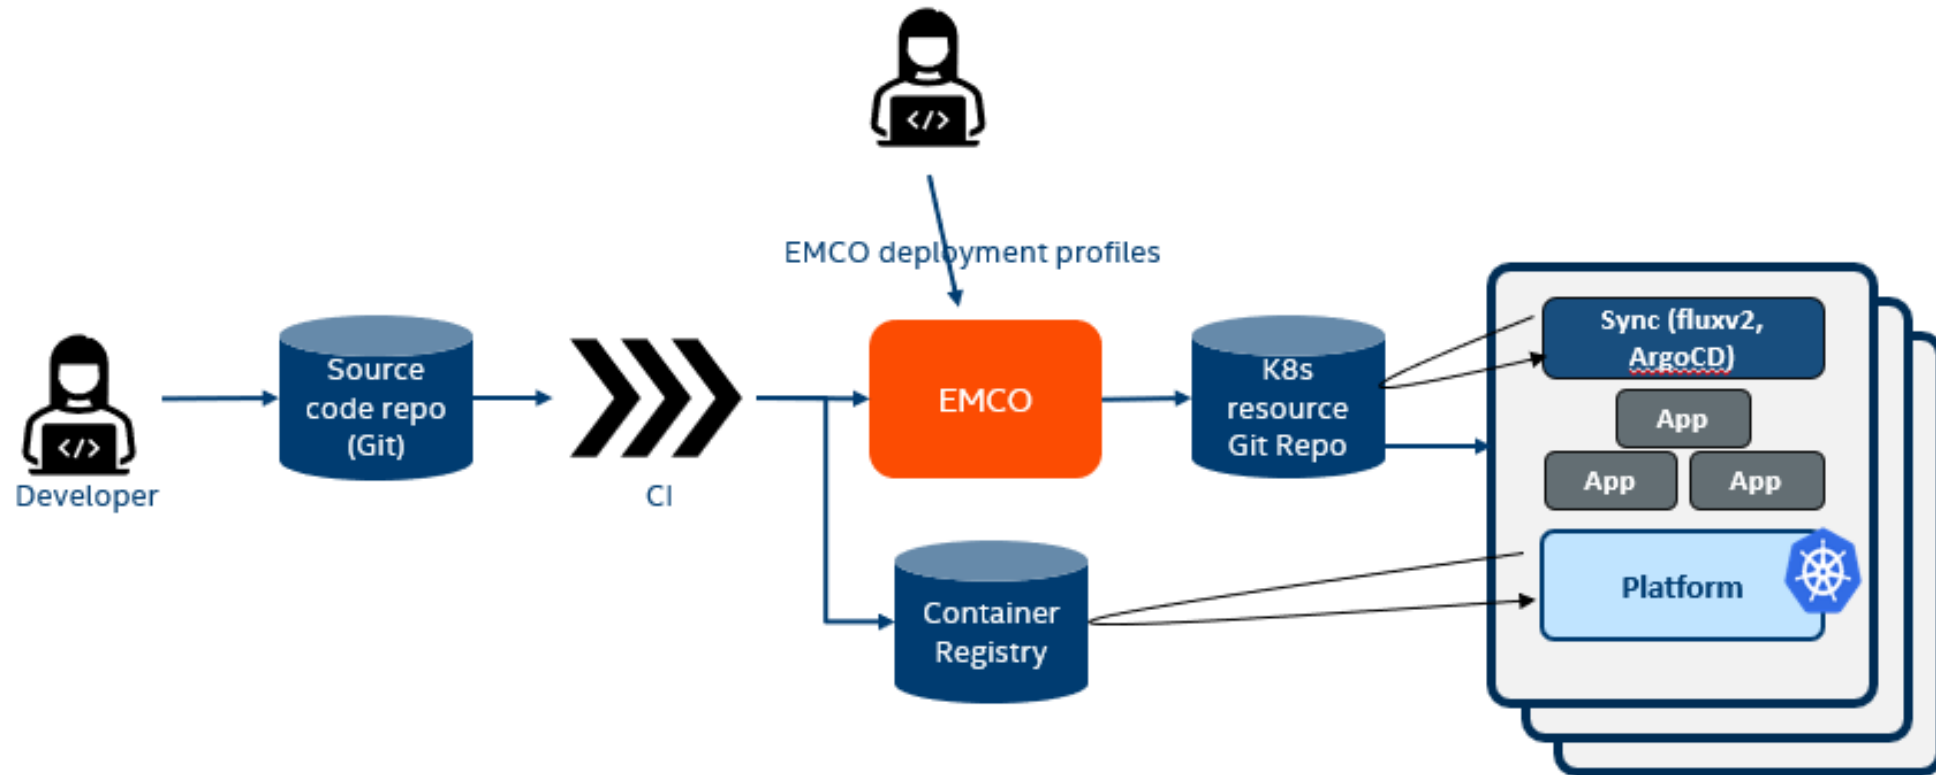 </>
EMCO deployment profiles
</>
Developer
Source
code repo
(Git)
CI
EMCO
K8s
resource
Git Repo
Container
Registry
Sync (fluxv2,
ArgoCD)
App
App
App
Platform